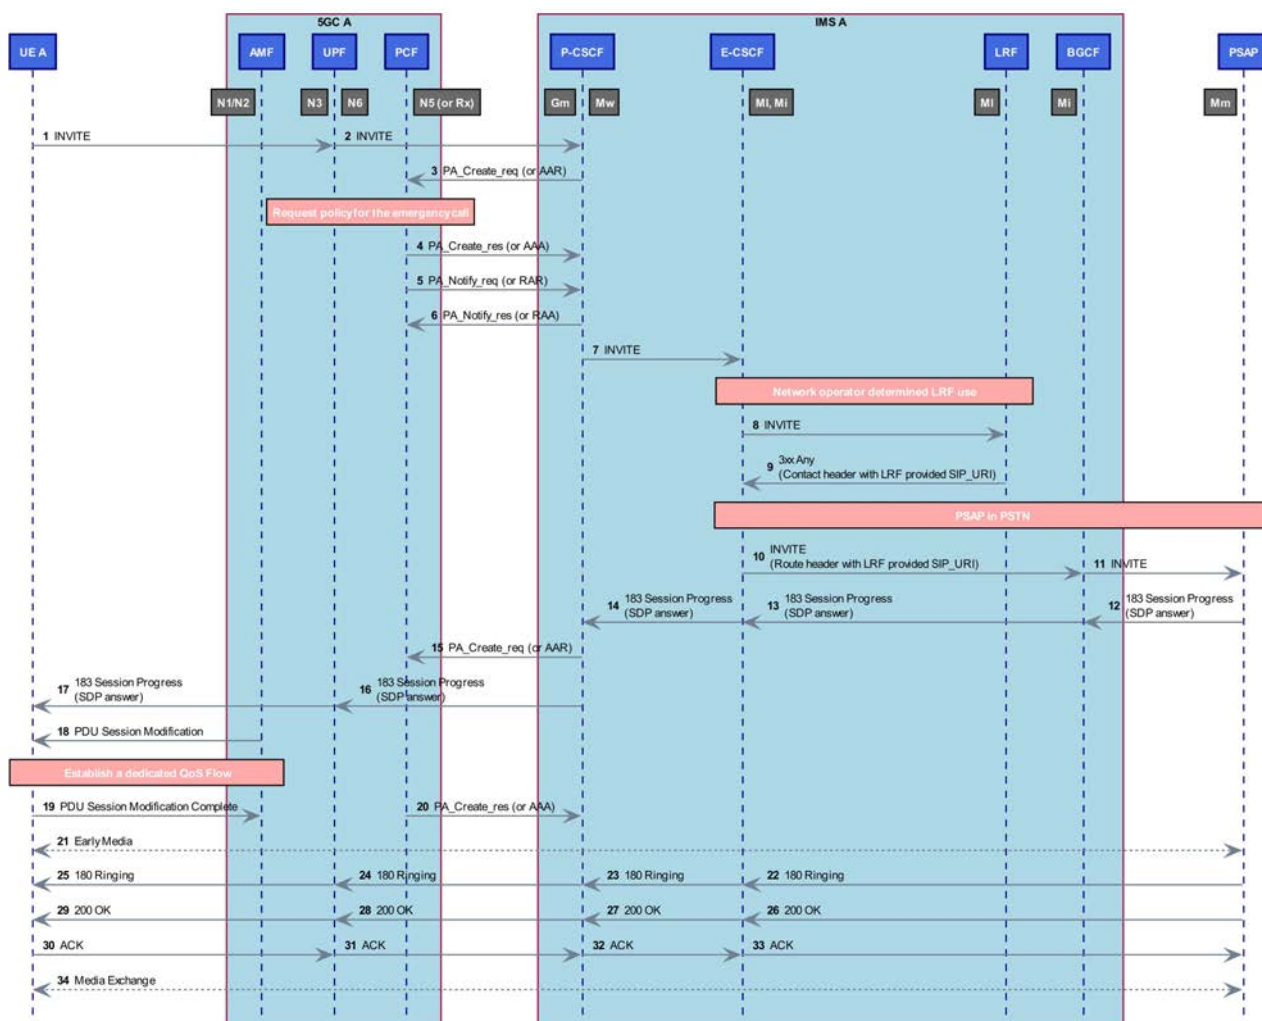 5GC A
IMS A
UE A
AMF
UPF
PCF
P-CSCF
E-CSCF
LRF
BGCF
PSAP
N1/N2
N3
N6
N5 (or Rx)
Gm
Mw
Ml, Mi
Ml
Mi
Mm
1 INVITE
2 INVITE
3 PA_Create_req (or AAR)
Request policy for the emergency call
4 PA_Create_res (or AAA)
5 PA_Notify_req (or RAR)
6 PA_Notify_res (or RAA)
7 INVITE
Network operator determined LRF use
8 INVITE
9 3xx Any
(Contact header with LRF provided SIP_URI)
PSAP in PSTN
10 INVITE
(Route header with LRF provided SIP_URI)
11 INVITE
14 183 Session Progress
(SDP answer)
13 183 Session Progress
(SDP answer)
12 183 Session Progress
(SDP answer)
15 PA_Create_req (or AAR)
17 183 Session Progress
(SDP answer)
16 183 Session Progress
(SDP answer)
18 PDU Session Modification
Establish a dedicated QoS Flow
19 PDU Session Modification Complete
20 PA_Create_res (or AAA)
21 Early Media
25 180 Ringing
24 180 Ringing
23 180 Ringing
22 180 Ringing
29 200 OK
28 200 OK
27 200 OK
26 200 OK
30 ACK
31 ACK
32 ACK
33 ACK
34 Media Exchange